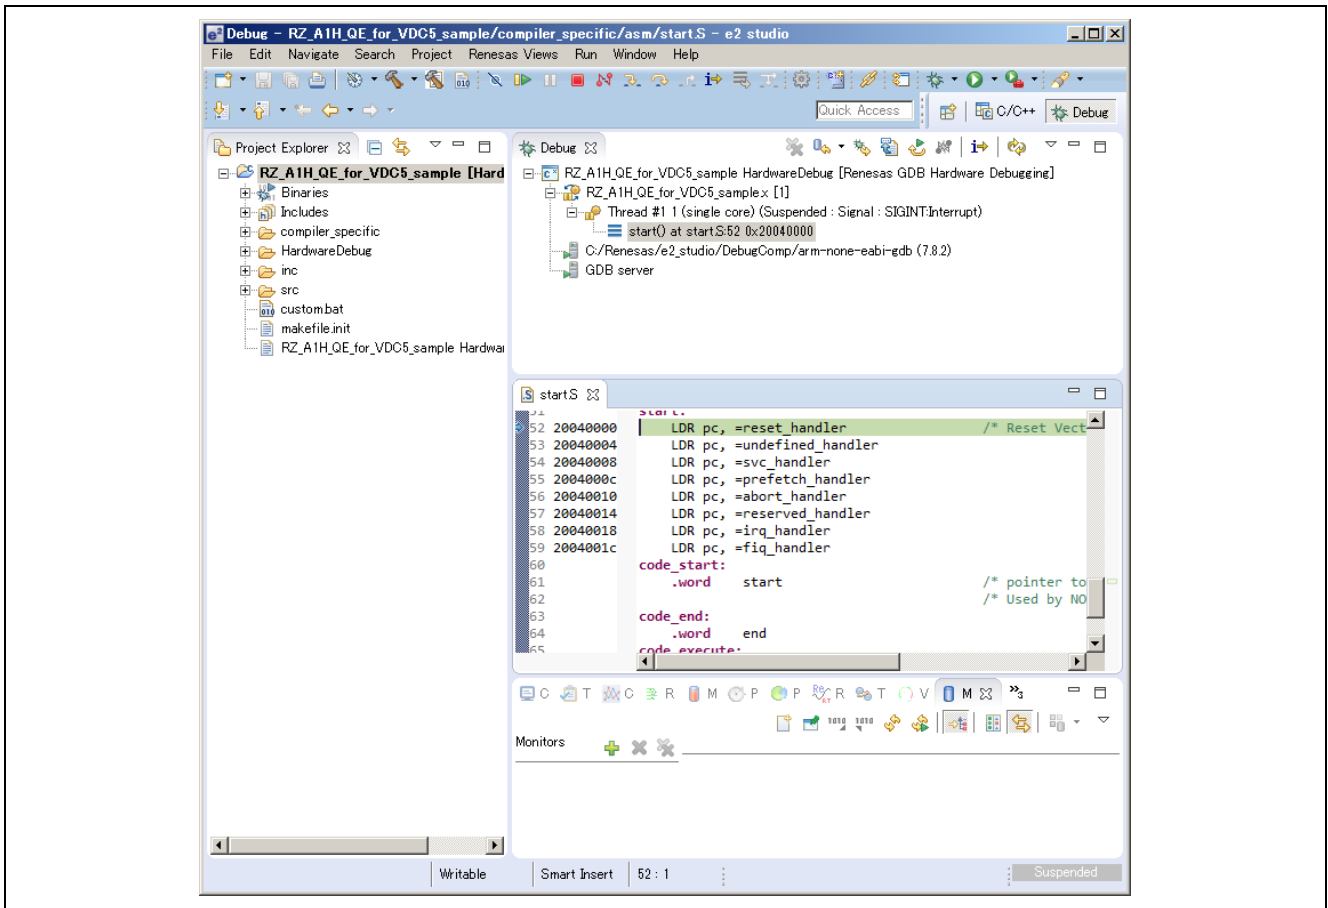 Debug - RZ_A1H_QE_for_VDC5_sample/compiler_specific/asm/start.S - e2 studio
File Edit Navigate Search Project Renesas Views Run Window Help
Quick Access C/C++ Debug
Project Explorer
RZ_A1H_QE_for_VDC5_sample [Hard
Binaries
Includes
compiler_specific
HardwareDebug
inc
src
custom.bat
makefile.init
RZ_A1H_QE_for_VDC5_sample Hardwar
Debug
RZ_A1H_QE_for_VDC5_sample HardwareDebug [Renesas GDB Hardware Debugging]
RZ_A1H_QE_for_VDC5_sample.x [1]
Thread #1 1 (single core) (Suspended : Signal : SIGINT:Interrupt)
start() at start.S:52 0x20040000
C:/Renesas/e2_studio/DebugComp/arm-none-eabi-gdb (7.8.2)
GDB server
start.S
51 start:
52 20040000 LDR pc, =reset_handler /* Reset Vect
53 20040004 LDR pc, =undefined_handler
54 20040008 LDR pc, =svc_handler
55 2004000c LDR pc, =prefetch_handler
56 20040010 LDR pc, =abort_handler
57 20040014 LDR pc, =reserved_handler
58 20040018 LDR pc, =irq_handler
59 2004001c LDR pc, =fiq_handler
60 code_start:
61 .word start /* pointer to
62 /* Used by NO
63 code_end:
64 .word end
65 code_execute:
C T C R M P P R T V M »3
Monitors
Writable Smart Insert 52 : 1 Suspended